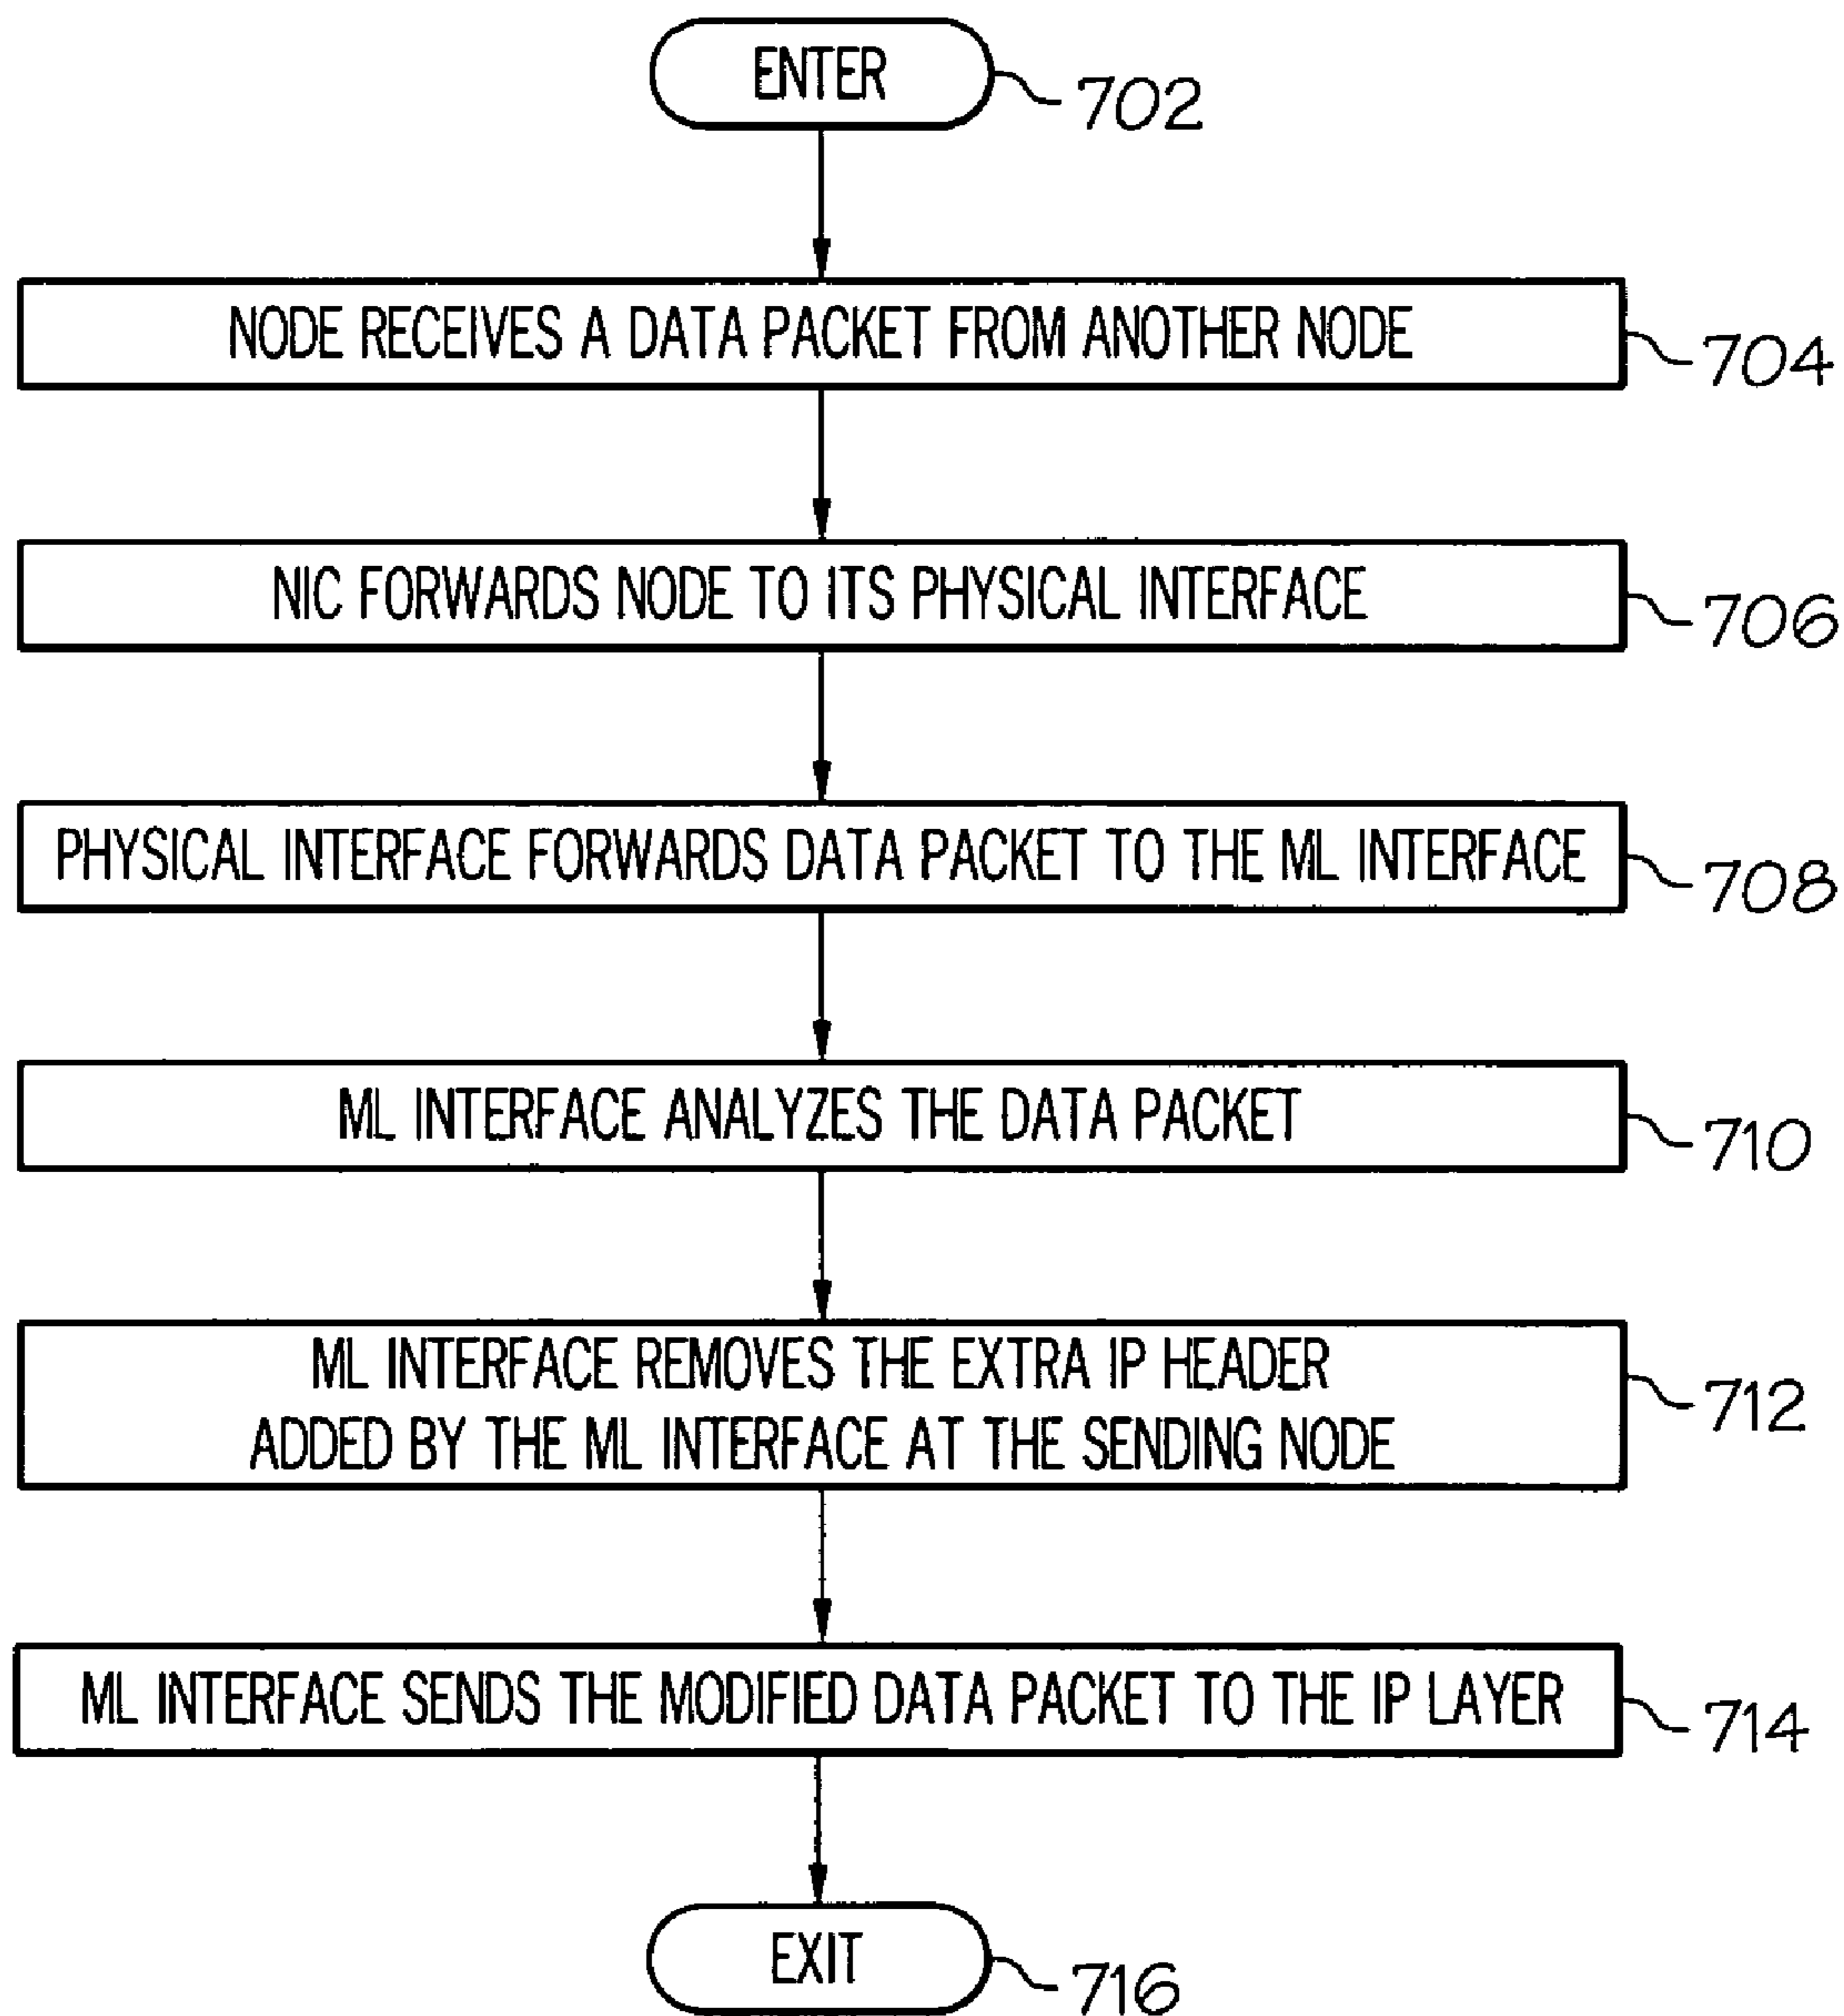 ENTER
702
NODE RECEIVES A DATA PACKET FROM ANOTHER NODE
704
NIC FORWARDS NODE TO ITS PHYSICAL INTERFACE
706
PHYSICAL INTERFACE FORWARDS DATA PACKET TO THE ML INTERFACE
708
ML INTERFACE ANALYZES THE DATA PACKET
710
ML INTERFACE REMOVES THE EXTRA IP HEADER
ADDED BY THE ML INTERFACE AT THE SENDING NODE
712
ML INTERFACE SENDS THE MODIFIED DATA PACKET TO THE IP LAYER
714
EXIT
716